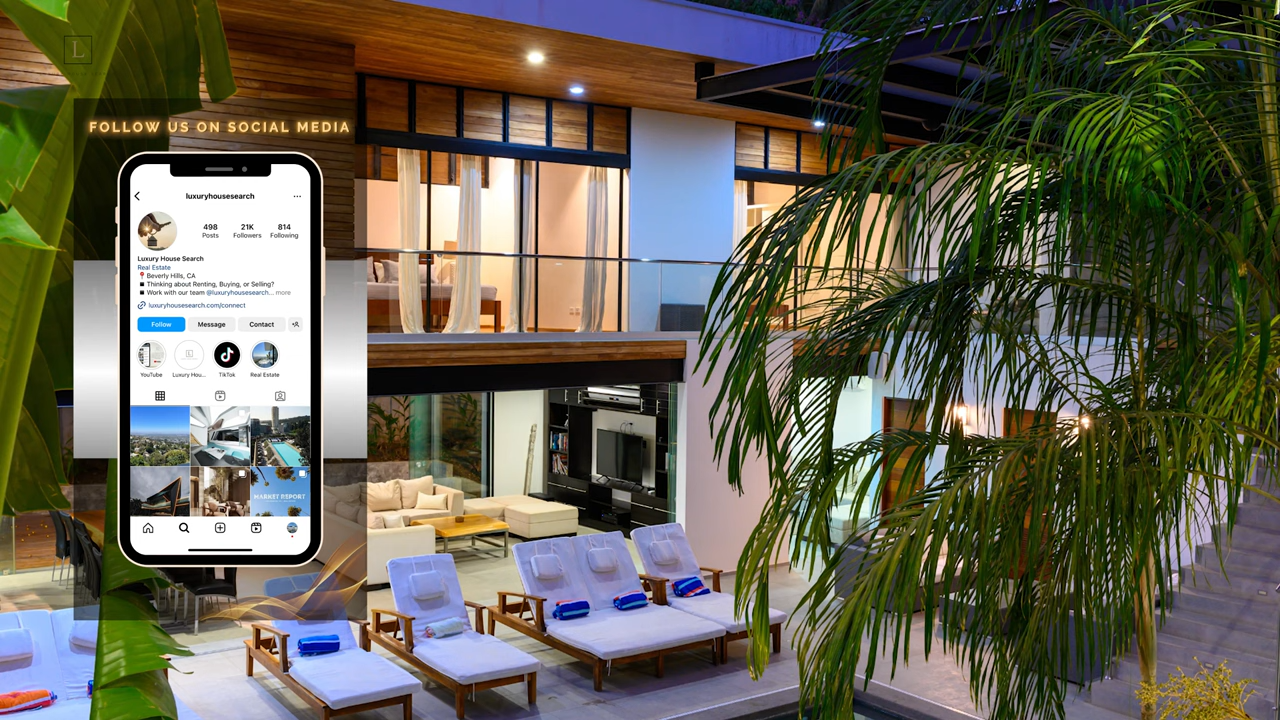 L
FOLLOW US ON SOCIAL MEDIA
luxuryhousesearch
498 21K 814
Posts Followers Following
Luxury House Search
Real Estate
📍 Beverly Hills, CA
◼ Thinking about Renting, Buying, or Selling?
◼ Work with our team @luxuryhousesearch... more
luxuryhousesearch.com/connect
Follow Message Contact
YouTube Luxury Hou... TikTok Real Estate
MARKET REPORT